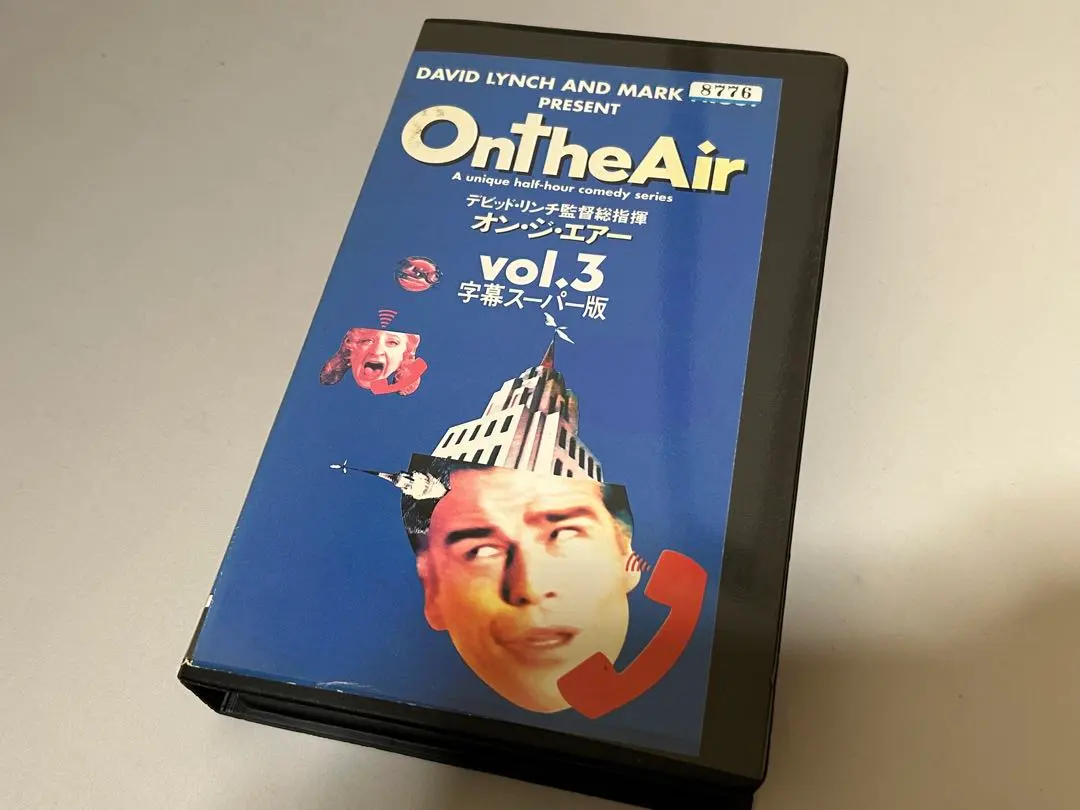 DAVID LYNCH AND MARK
8776
PRESENT
OntheAir
A unique half-hour comedy series
デビッド・リンチ監督総指揮
オン・ジ・エアー
vol.3
字幕スーパー版